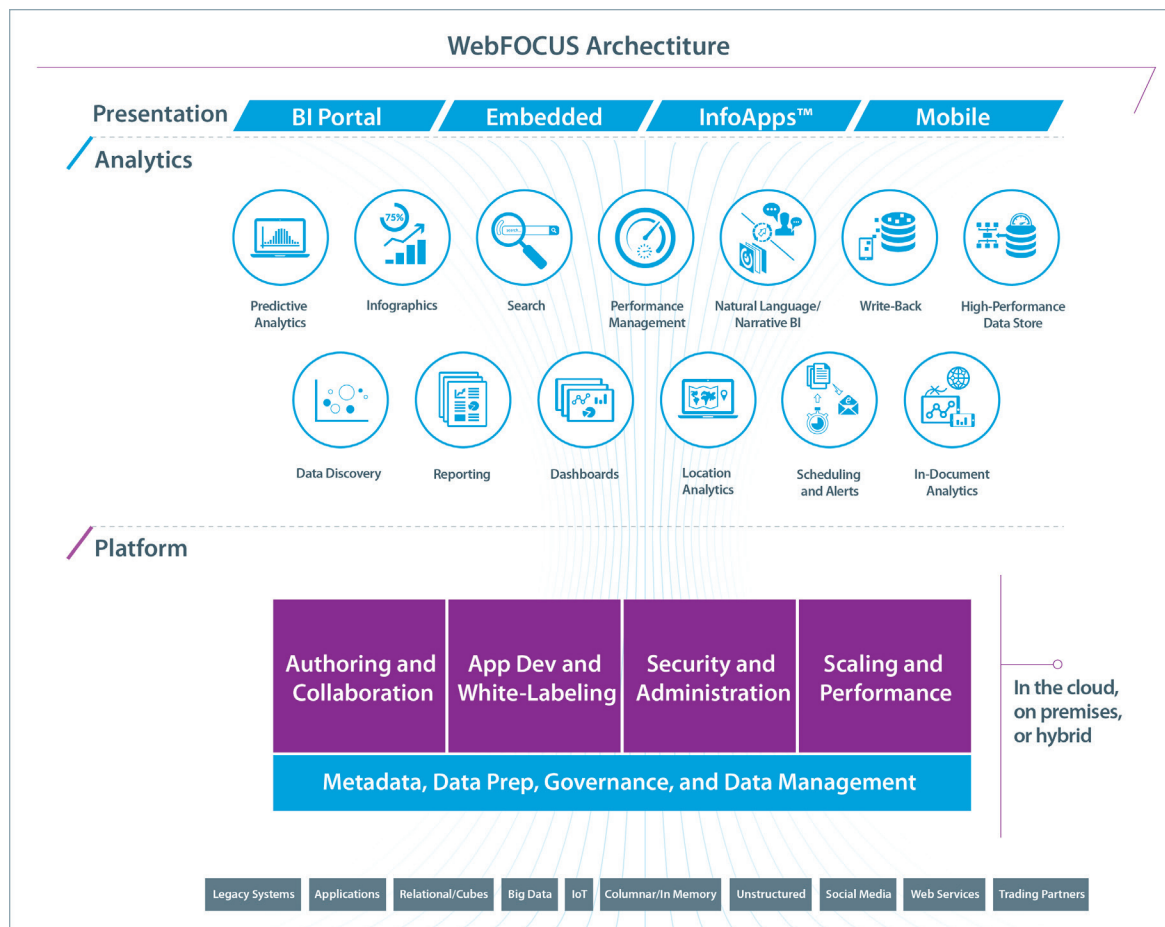 WebFOCUS Archectiture
Presentation
BI Portal
Embedded
InfoApps™
Mobile
Analytics
75%
Predictive
Analytics
Infographics
Search
Performance
Management
Natural Language/
Narrative BI
Write-Back
High-Performance
Data Store
Data Discovery
Reporting
Dashboards
Location
Analytics
Scheduling
and Alerts
In-Document
Analytics
Platform
Authoring and
Collaboration
App Dev and
White-Labeling
Security and
Administration
Scaling and
Performance
In the cloud,
on premises,
or hybrid
Metadata, Data Prep, Governance, and Data Management
Legacy Systems
Applications
Relational/Cubes
Big Data
IoT
Columnar/In Memory
Unstructured
Social Media
Web Services
Trading Partners